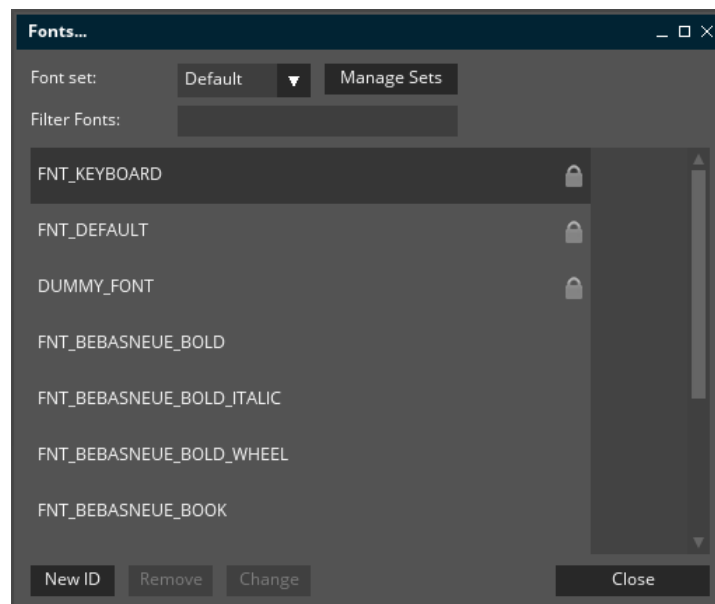 Fonts...
Font set: Default Manage Sets
Filter Fonts:
FNT_KEYBOARD
FNT_DEFAULT
DUMMY_FONT
FNT_BEBASNEUE_BOLD
FNT_BEBASNEUE_BOLD_ITALIC
FNT_BEBASNEUE_BOLD_WHEEL
FNT_BEBASNEUE_BOOK
New ID Remove Change Close